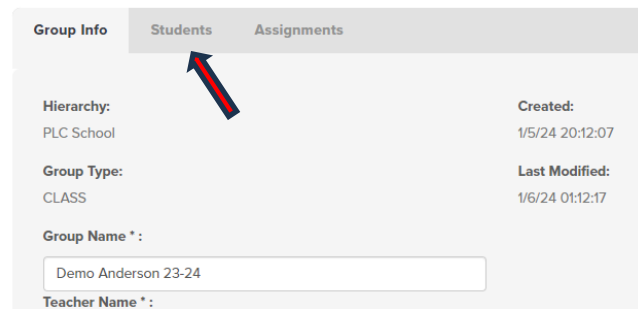 Group Info Students Assignments
Hierarchy: Created:
PLC School 1/5/24 20:12:07
Group Type: Last Modified:
CLASS 1/6/24 01:12:17
Group Name * :
Demo Anderson 23-24
Teacher Name * :